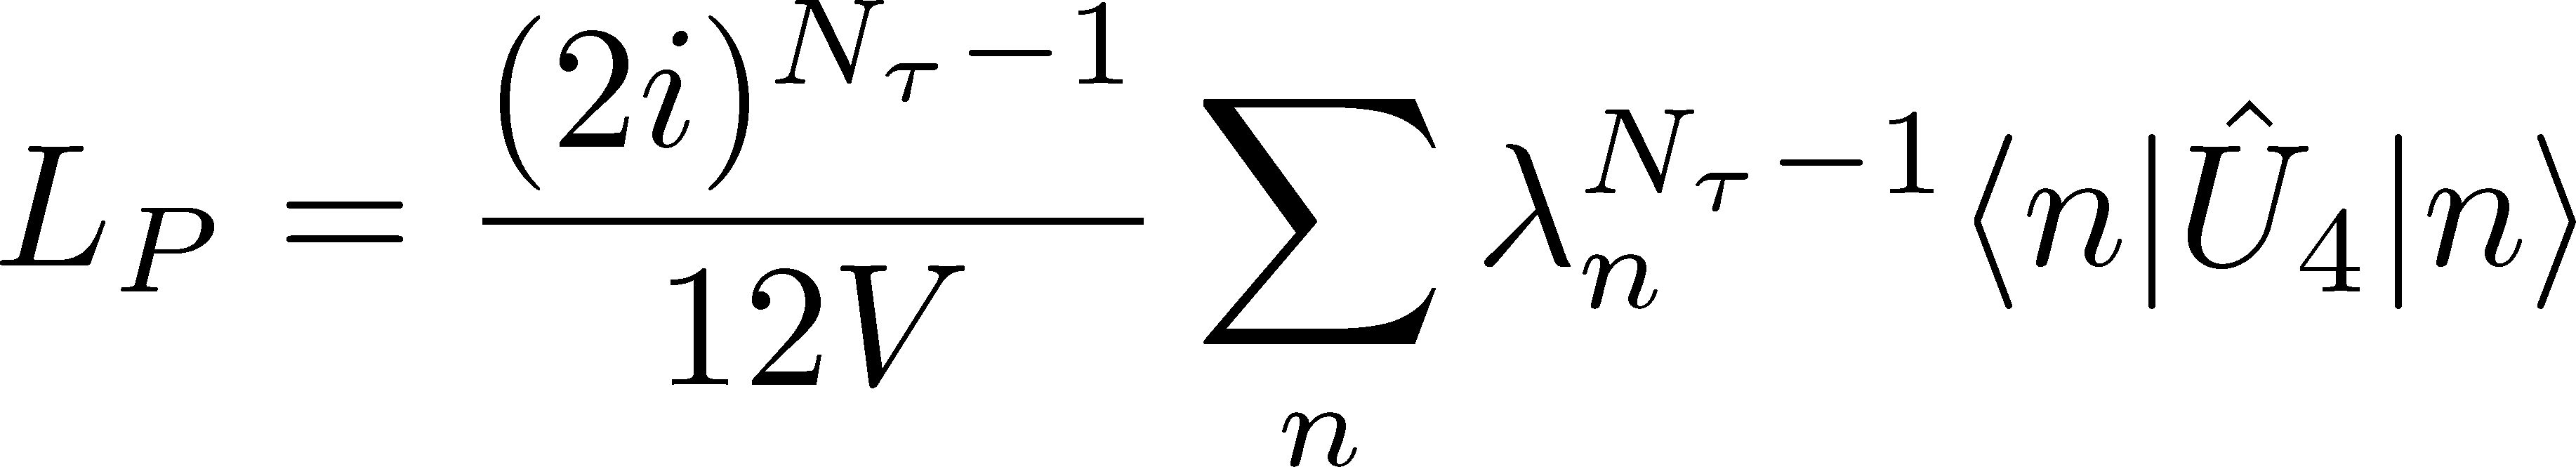 $L_P = \frac{(2i)^{N_\tau - 1}}{12V} \sum_n \lambda_n^{N_\tau - 1} \langle n | \hat{U}_4 | n \rangle$